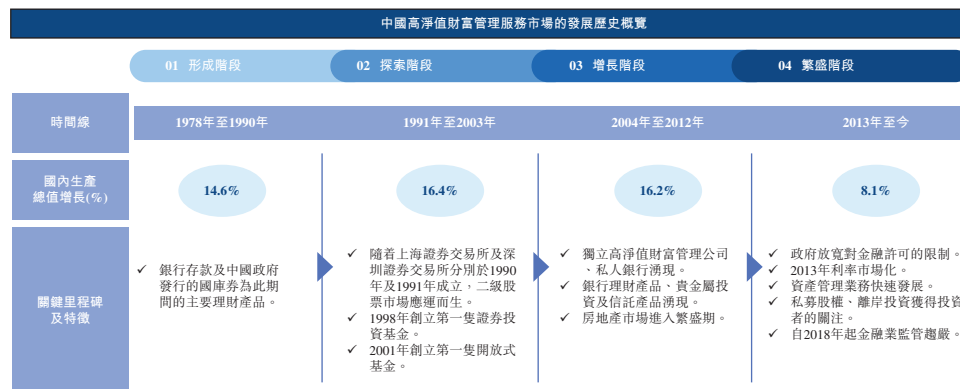 中國高淨值財富管理服務市場的發展歷史概覽
01 形成階段
02 探索階段
03 增長階段
04 繁盛階段
時間線
1978年至1990年
1991年至2003年
2004年至2012年
2013年至今
國內生產
總值增長(%)
14.6%
16.4%
16.2%
8.1%
關鍵里程碑
及特徵
✓ 銀行存款及中國政府
發行的國庫券為此期
間的主要理財產品。
✓ 隨着上海證券交易所及深
圳證券交易所分別於1990
年及1991年成立，二級股
票市場應運而生。
✓ 1998年創立第一隻證券投
資基金。
✓ 2001年創立第一隻開放式
基金。
✓ 獨立高淨值財富管理公司
、私人銀行湧現。
✓ 銀行理財產品、貴金屬投
資及信託產品湧現。
✓ 房地產市場進入繁盛期。
✓ 政府放寬對金融許可的限制。
✓ 2013年利率市場化。
✓ 資產管理業務快速發展。
✓ 私募股權、離岸投資獲得投資
者的關注。
✓ 自2018年起金融業監管趨嚴。